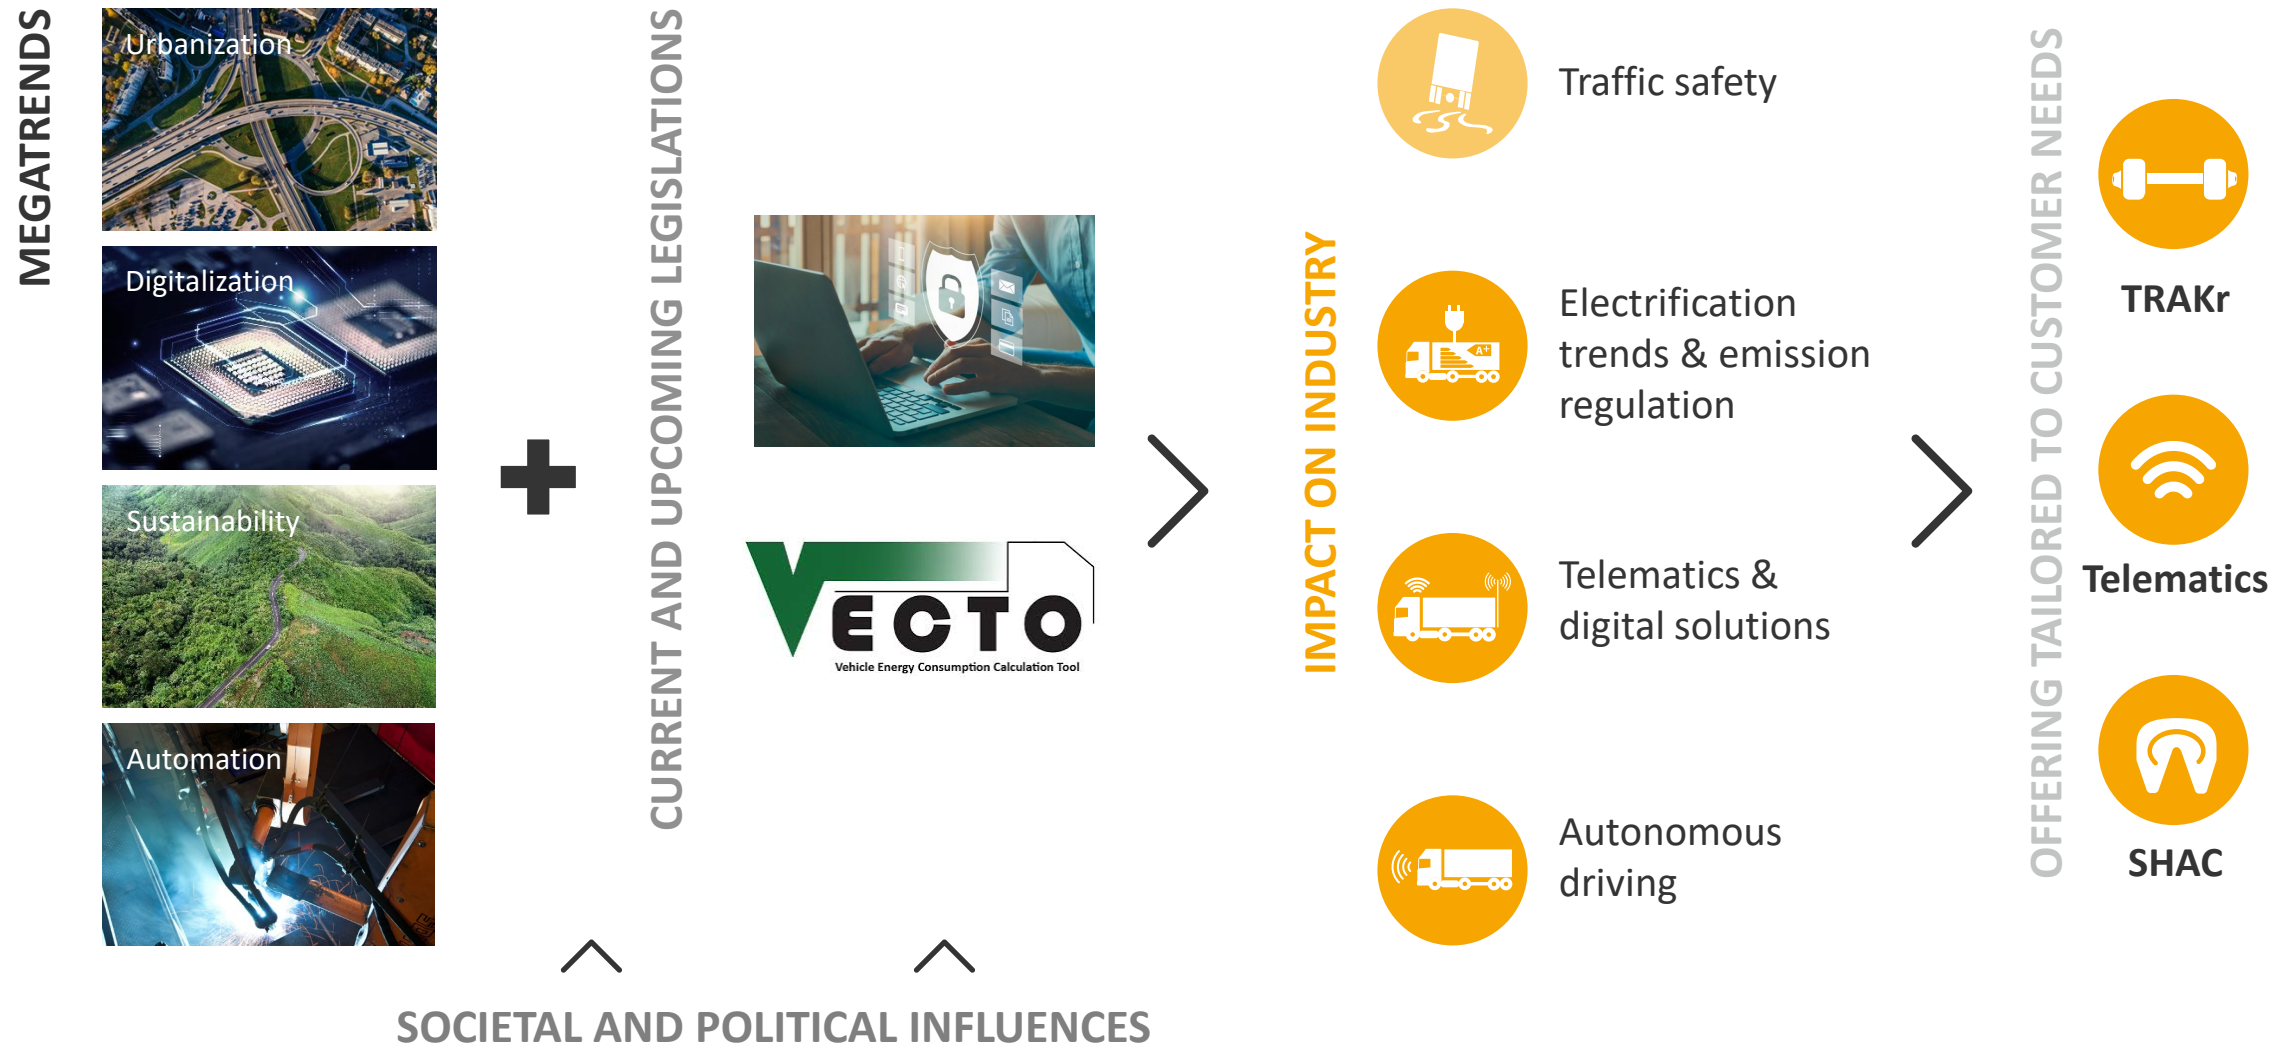 MEGATRENDS
Urbanization
Digitalization
Sustainability
Automation
CURRENT AND UPCOMING LEGISLATIONS
VECTO
Vehicle Energy Consumption Calculation Tool
SOCIETAL AND POLITICAL INFLUENCES
IMPACT ON INDUSTRY
Traffic safety
A+
Electrification
trends & emission
regulation
Telematics &
digital solutions
Autonomous
driving
OFFERING TAILORED TO CUSTOMER NEEDS
TRAKr
Telematics
SHAC